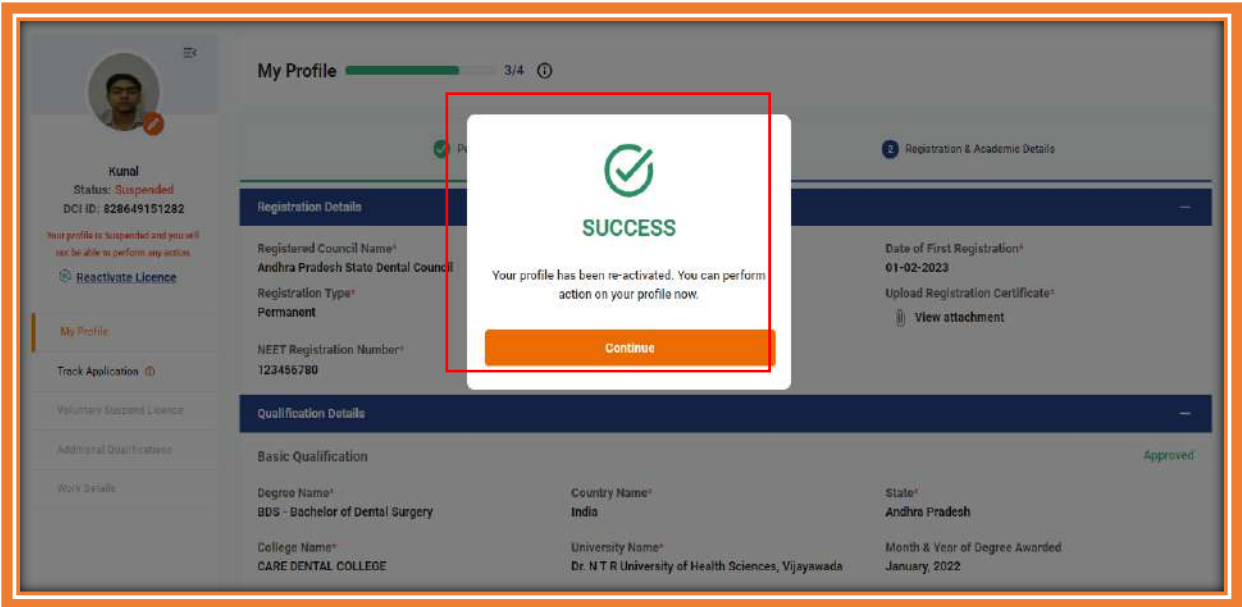 My Profile 3/4
Kunal
Status: Suspended
DCI ID: 828649151282
Your profile is Suspended and you will
not be able to perform any action.
Reactivate Licence
My Profile
Track Application
Voluntary Suspend Licence
Additional Qualifications
Work Details
2 Registration & Academic Details
Registration Details
Registered Council Name*
Andhra Pradesh State Dental Council
Date of First Registration*
01-02-2023
Registration Type*
Permanent
Upload Registration Certificate*
View attachment
NEET Registration Number*
123456780
SUCCESS
Your profile has been re-activated. You can perform
action on your profile now.
Continue
Qualification Details
Basic Qualification Approved
Degree Name* Country Name* State*
BDS - Bachelor of Dental Surgery India Andhra Pradesh
College Name* University Name* Month & Year of Degree Awarded
CARE DENTAL COLLEGE Dr. N T R University of Health Sciences, Vijayawada January, 2022